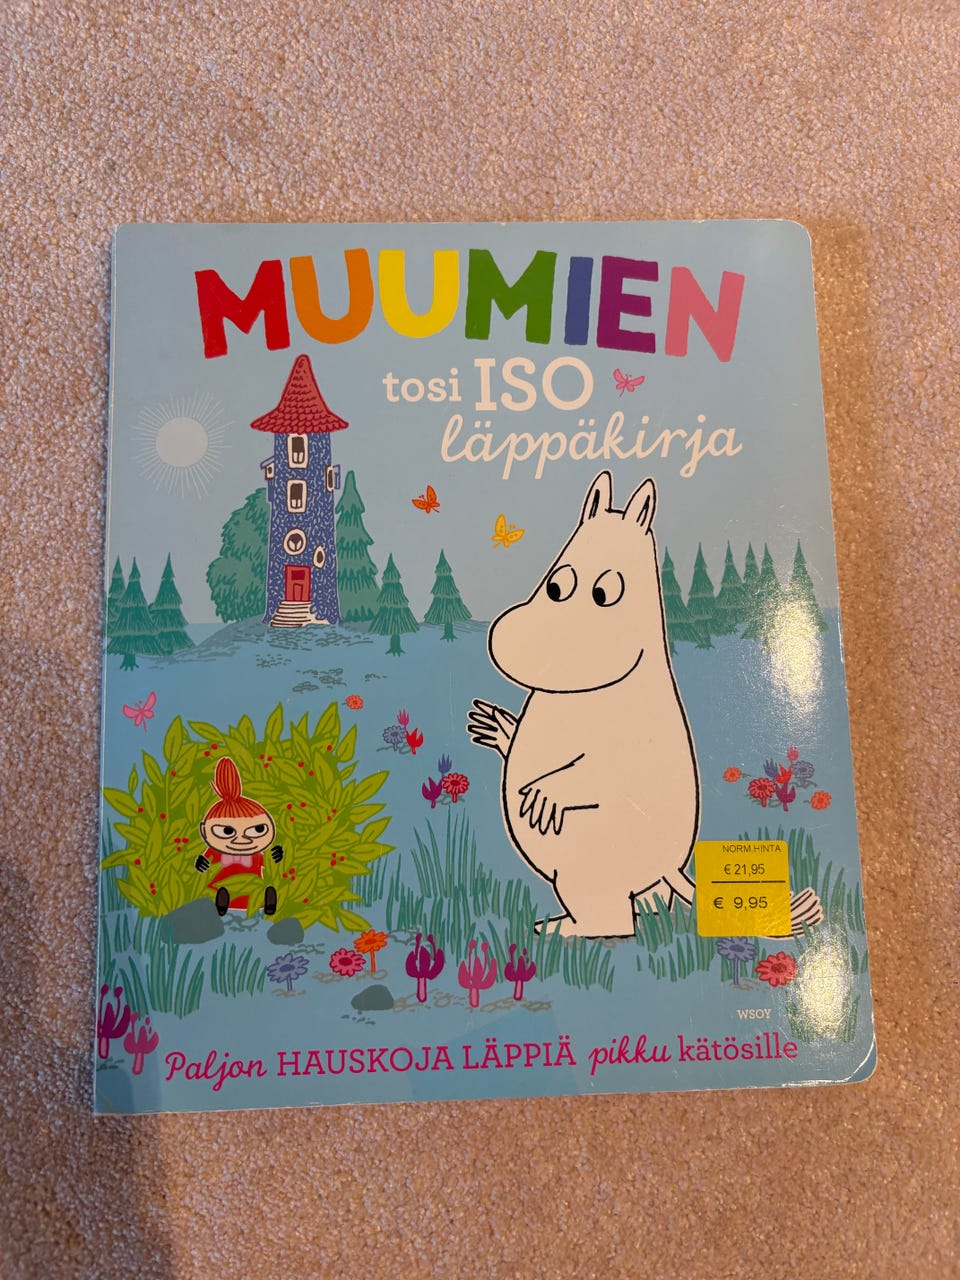 MUUMIEN
tosi ISO
läppäkirja
NORM.HINTA
€ 21,95
€ 9,95
WSOY
Paljon HAUSKOJA LÄPPIÄ pikku kätösille